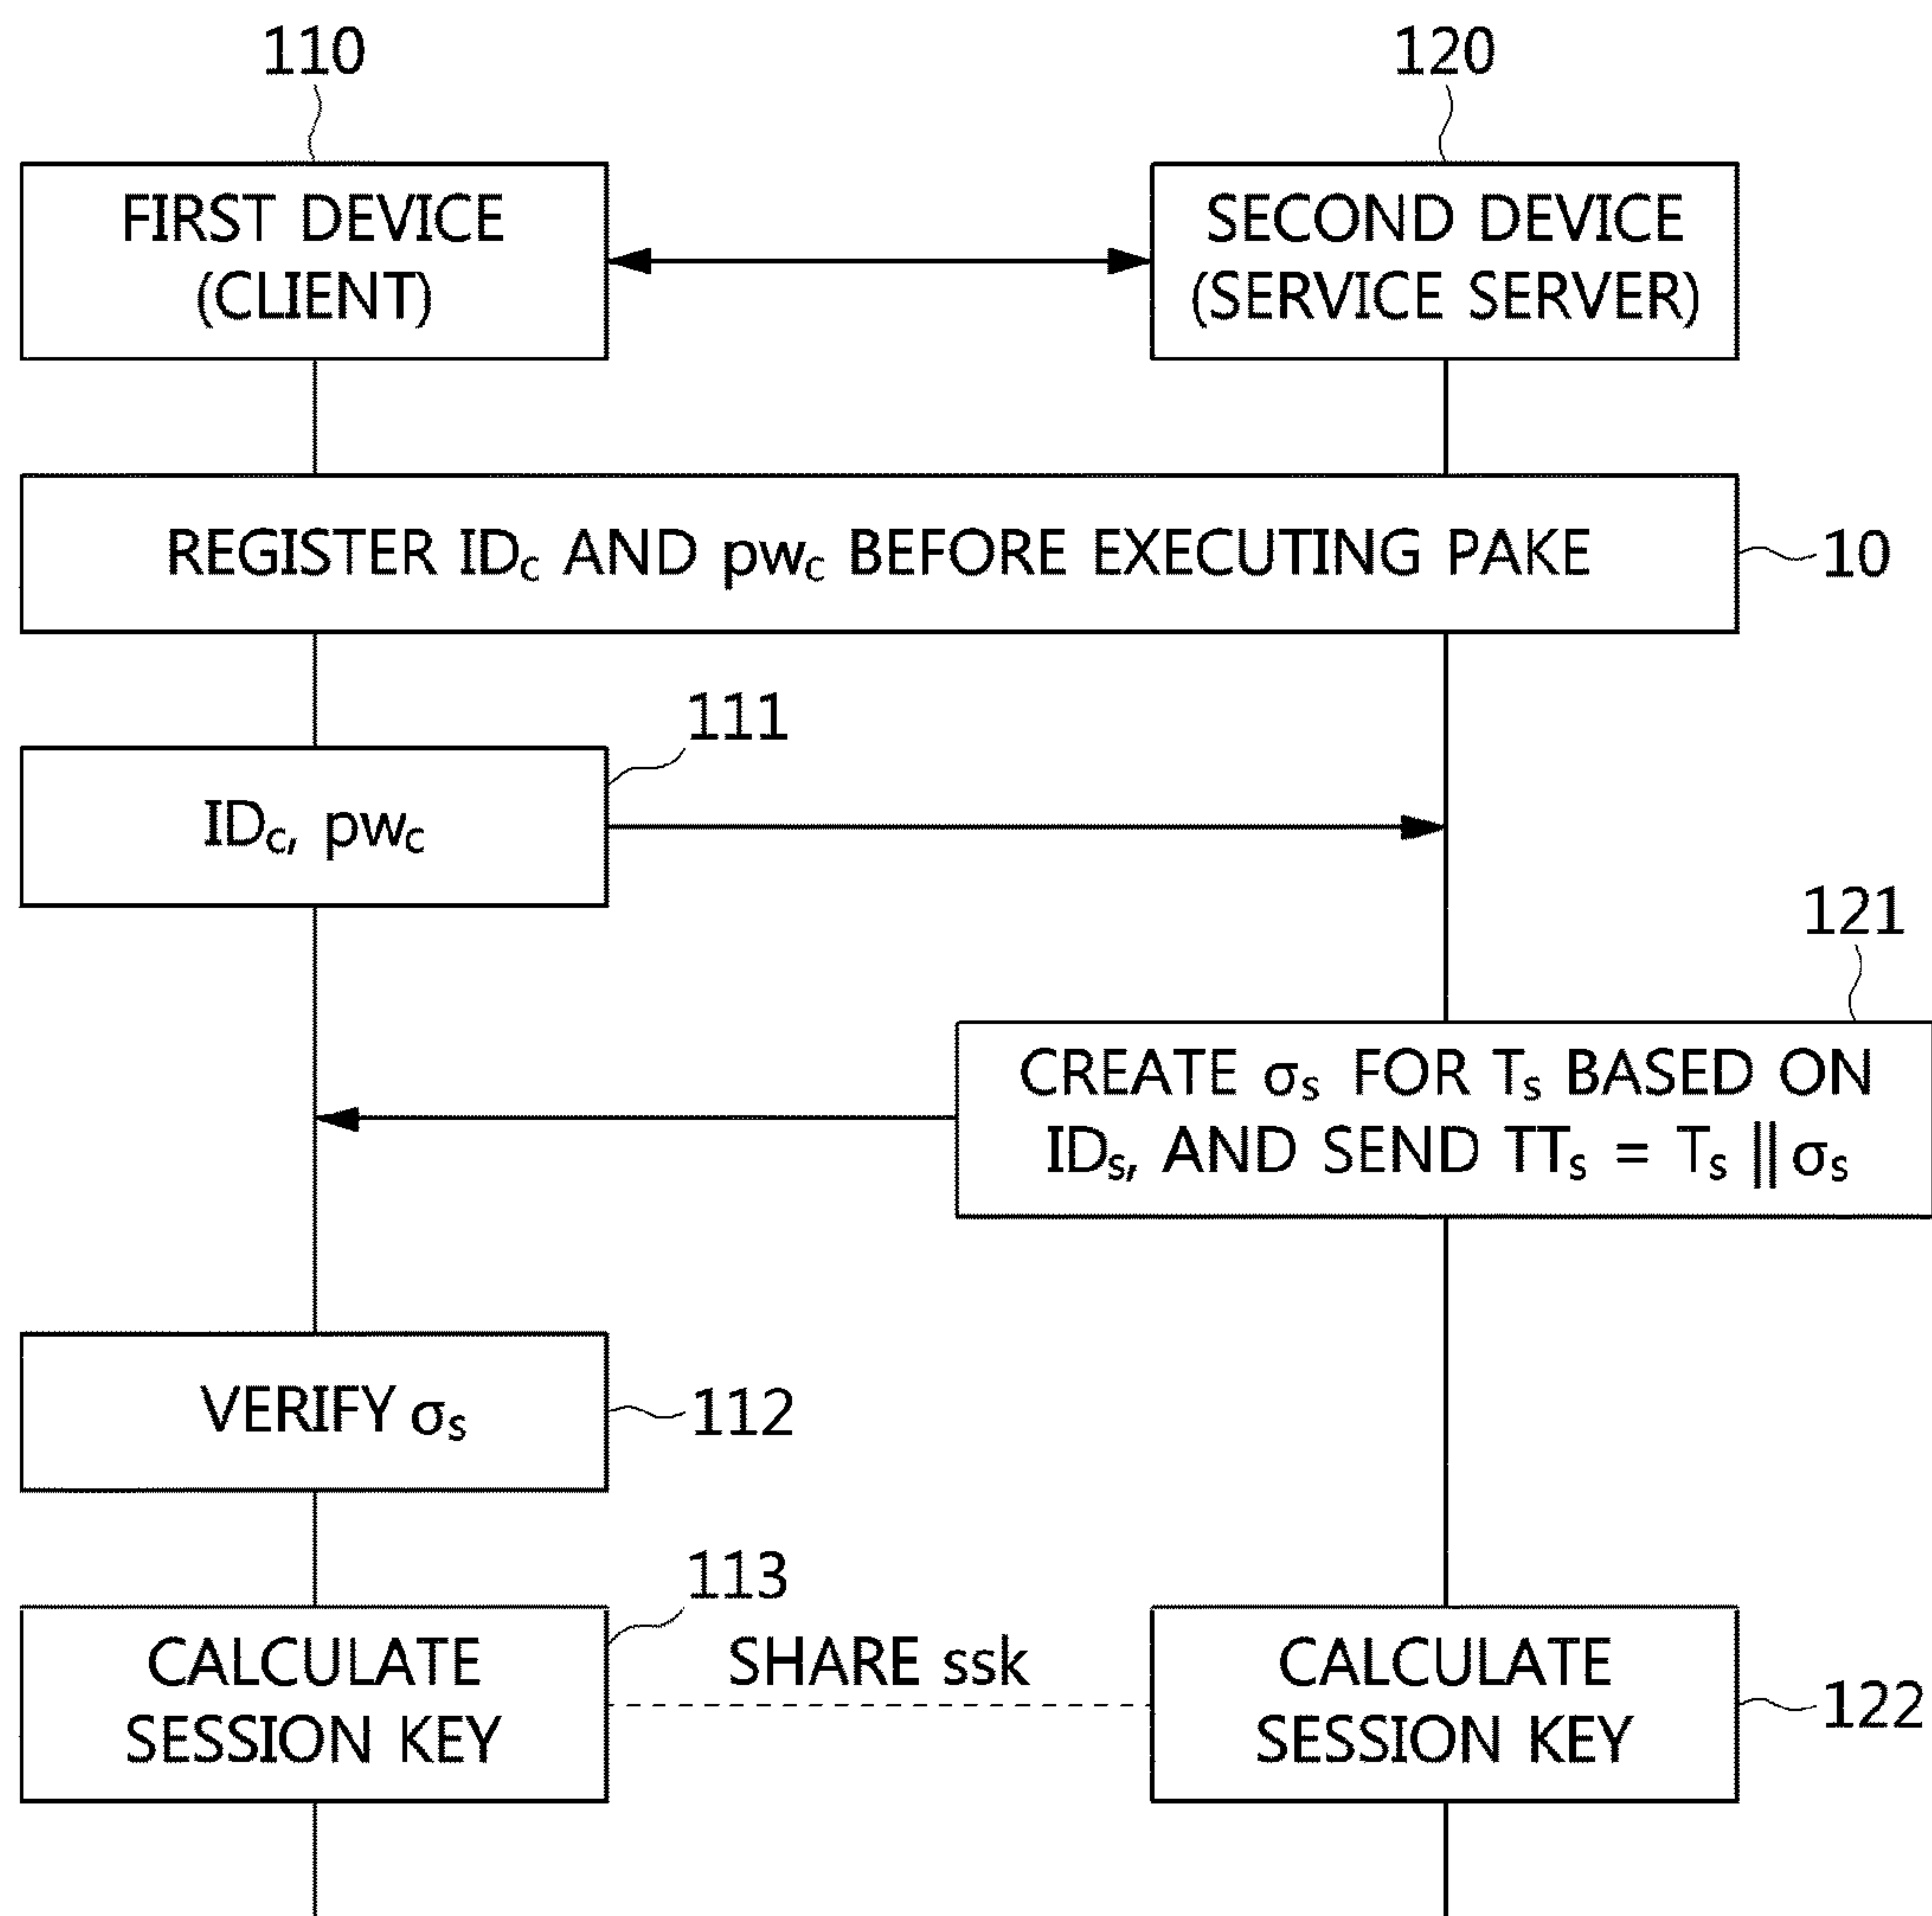 110
120
FIRST DEVICE
(CLIENT)
SECOND DEVICE
(SERVICE SERVER)
REGISTER IDc AND pwc BEFORE EXECUTING PAKE
10
111
IDc, pwc
121
CREATE σs FOR Ts BASED ON
IDs, AND SEND TTs = Ts || σs
VERIFY σs
112
113
CALCULATE
SESSION KEY
SHARE ssk
CALCULATE
SESSION KEY
122